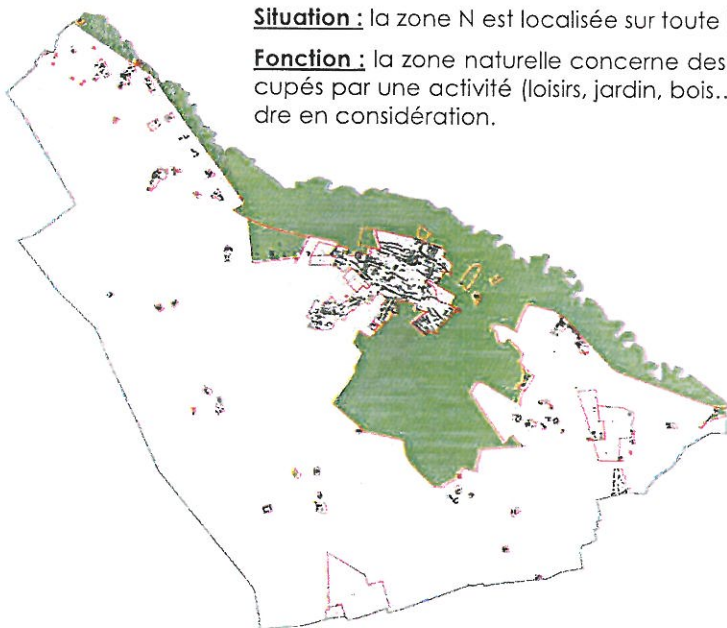 Situation : la zone N est localisée sur toute
Fonction : la zone naturelle concerne des
cupés par une activité (loisirs, jardin, bois..
dre en considération.